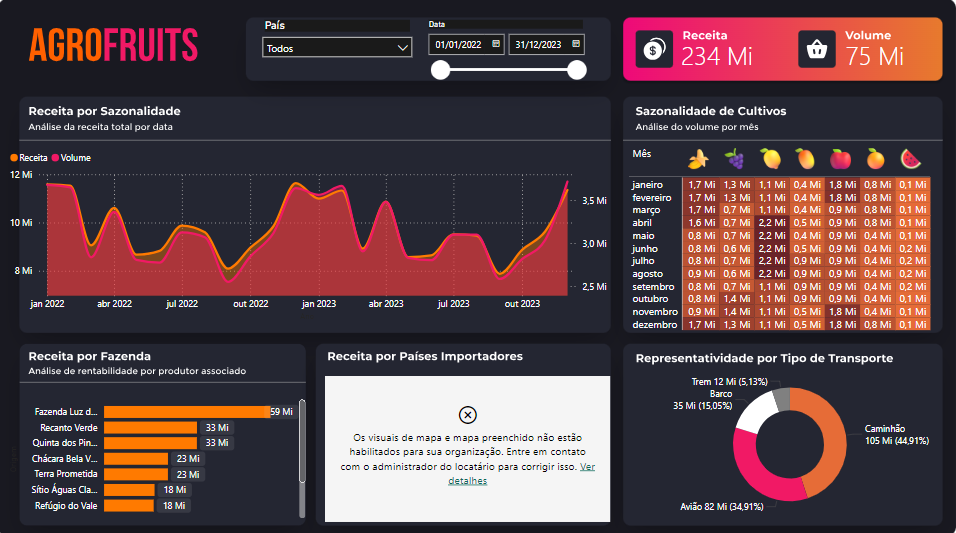 AGROFRUITS
País
Todos
Data
01/01/2022
31/12/2023
Receita
234 Mi
Volume
75 Mi
Receita por Sazonalidade
Análise da receita total por data
Receita Volume
12 Mi
10 Mi
8 Mi
3,5 Mi
3,0 Mi
2,5 Mi
jan 2022 abr 2022 jul 2022 out 2022 jan 2023 abr 2023 jul 2023 out 2023
Sazonalidade de Cultivos
Análise do volume por mês
Mês
janeiro 1,7 Mi 1,3 Mi 1,1 Mi 0,4 Mi 1,8 Mi 0,8 Mi 0,1 Mi
fevereiro 1,7 Mi 1,3 Mi 1,1 Mi 0,4 Mi 1,8 Mi 0,8 Mi 0,1 Mi
março 1,7 Mi 0,7 Mi 1,1 Mi 0,4 Mi 0,9 Mi 0,8 Mi 0,1 Mi
abril 1,6 Mi 0,7 Mi 2,2 Mi 0,5 Mi 0,9 Mi 0,8 Mi 0,1 Mi
maio 0,8 Mi 0,7 Mi 2,2 Mi 0,5 Mi 0,9 Mi 0,4 Mi 0,1 Mi
junho 0,8 Mi 0,6 Mi 2,2 Mi 0,5 Mi 0,9 Mi 0,4 Mi 0,2 Mi
julho 0,8 Mi 0,7 Mi 2,2 Mi 0,9 Mi 0,9 Mi 0,4 Mi 0,2 Mi
agosto 0,9 Mi 0,6 Mi 2,2 Mi 0,9 Mi 0,9 Mi 0,4 Mi 0,2 Mi
setembro 0,8 Mi 0,7 Mi 1,1 Mi 0,9 Mi 0,9 Mi 0,4 Mi 0,2 Mi
outubro 0,8 Mi 1,4 Mi 1,1 Mi 0,9 Mi 0,9 Mi 0,4 Mi 0,2 Mi
novembro 0,9 Mi 1,4 Mi 1,1 Mi 0,5 Mi 1,8 Mi 0,4 Mi 0,1 Mi
dezembro 1,7 Mi 1,3 Mi 1,1 Mi 0,5 Mi 1,8 Mi 0,8 Mi 0,1 Mi
Receita por Fazenda
Análise de rentabilidade por produtor associado
Fazenda Luz d... 59 Mi
Recanto Verde 33 Mi
Quinta dos Pin... 33 Mi
Chácara Bela V... 23 Mi
Terra Prometida 23 Mi
Sítio Águas Cla... 18 Mi
Refúgio do Vale 18 Mi
Receita por Países Importadores
Os visuais de mapa e mapa preenchido não estão
habilitados para sua organização. Entre em contato
com o administrador do locatário para corrigir isso. Ver
detalhes
Representatividade por Tipo de Transporte
Trem 12 Mi (5,13%)
Barco
35 Mi (15,05%)
Caminhão
105 Mi (44,91%)
Avião 82 Mi (34,91%)